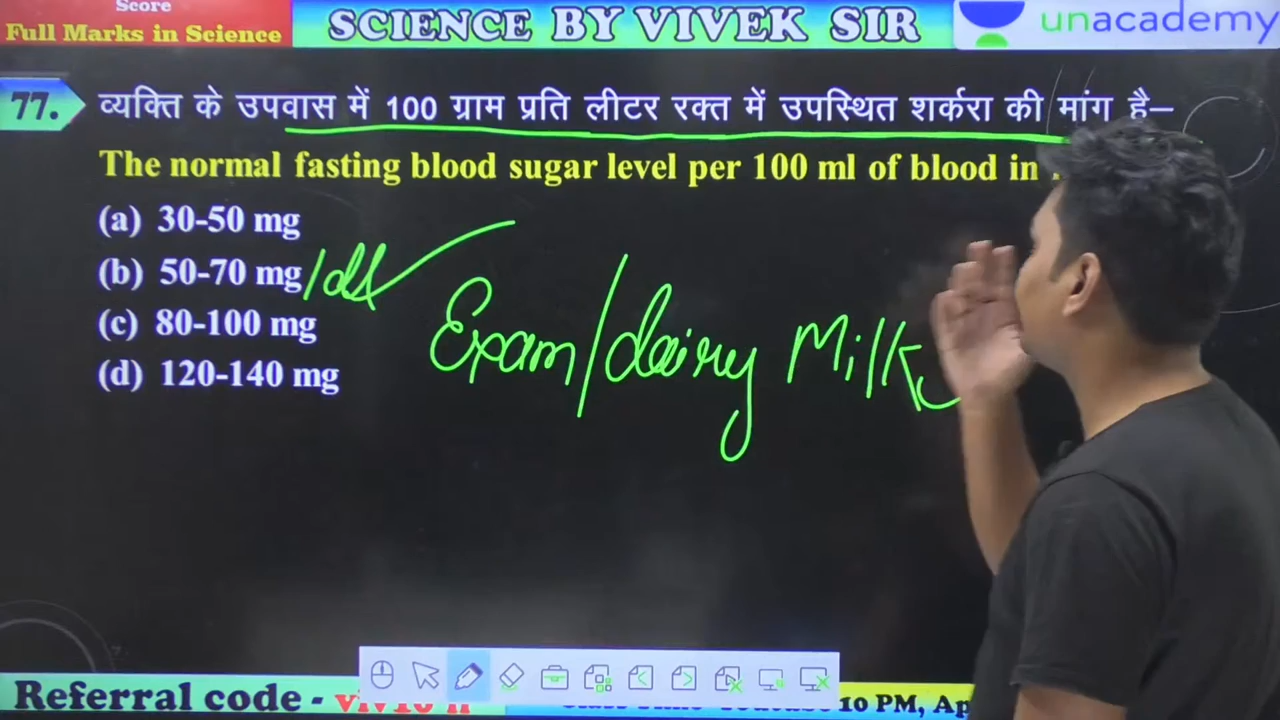 Score
Full Marks in Science
SCIENCE BY VIVEK SIR
unacademy
77.
व्यक्ति के उपवास में 100 ग्राम प्रति लीटर रक्त में उपस्थित शर्करा की मांग है–
The normal fasting blood sugar level per 100 ml of blood in
(a) 30-50 mg
(b) 50-70 mg
(c) 80-100 mg
(d) 120-140 mg
Exam/dairy Milk
Referral code -
10 PM,